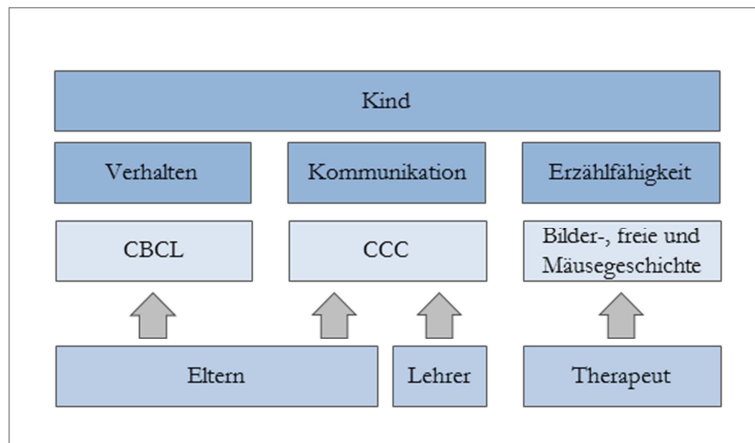 Kind
Verhalten
Kommunikation
Erzählfähigkeit
CBCL
CCC
Bilder-, freie und
Mäusegeschichte
Eltern
Lehrer
Therapeut